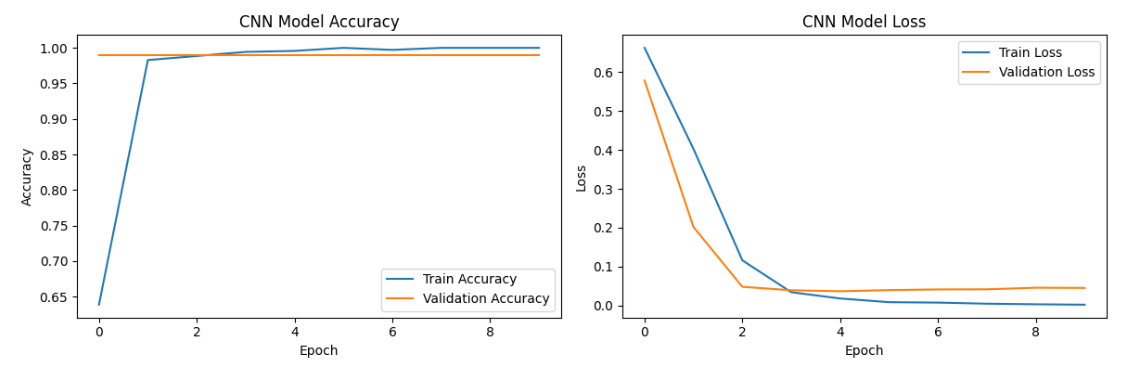 CNN Model Accuracy
1.00
0.95
0.90
0.85
0.80
0.75
0.70
0.65
Accuracy
Train Accuracy
Validation Accuracy
0 2 4 6 8
Epoch
CNN Model Loss
Train Loss
Validation Loss
0.6
0.5
0.4
0.3
0.2
0.1
0.0
Loss
0 2 4 6 8
Epoch